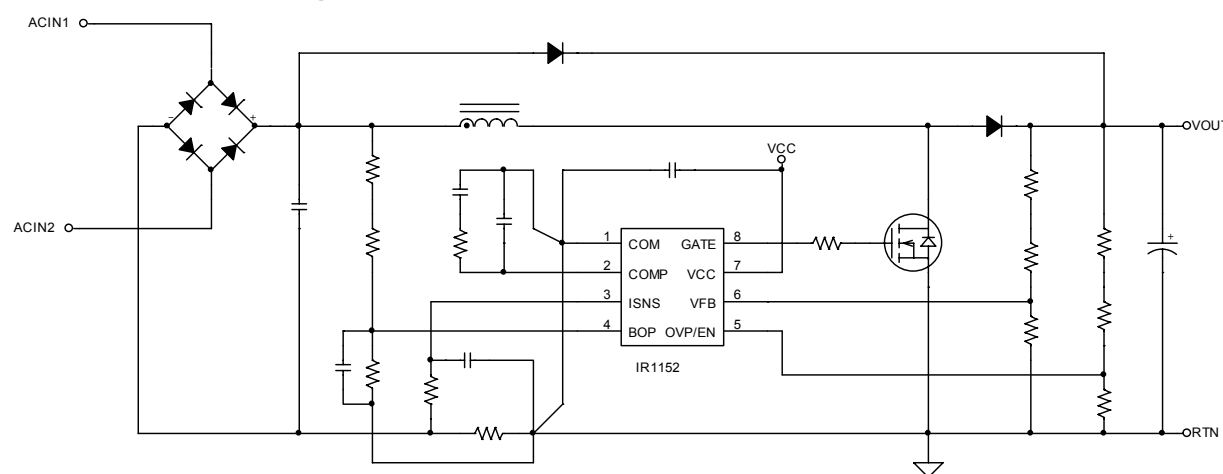 ACIN1
ACIN2
VCC
VOUT
1 COM GATE 8
2 COMP VCC 7
3 ISNS VFB 6
4 BOP OVP/EN 5
IR1152
RTN